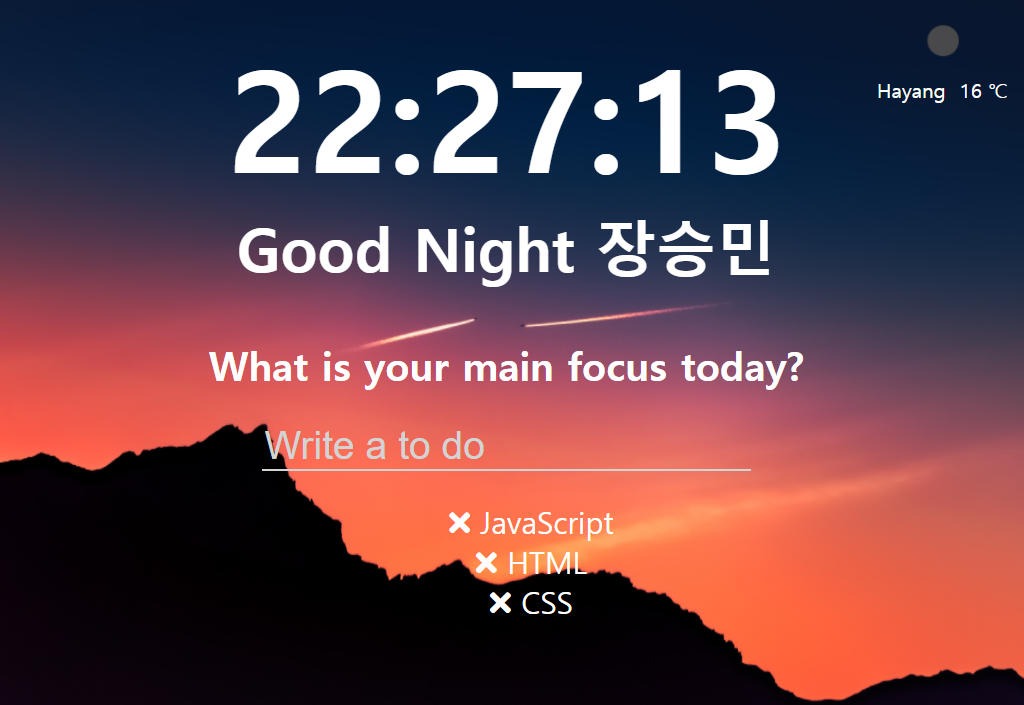 22:27:13
Hayang 16 ℃
Good Night 장승민
What is your main focus today?
Write a to do
JavaScript
HTML
CSS